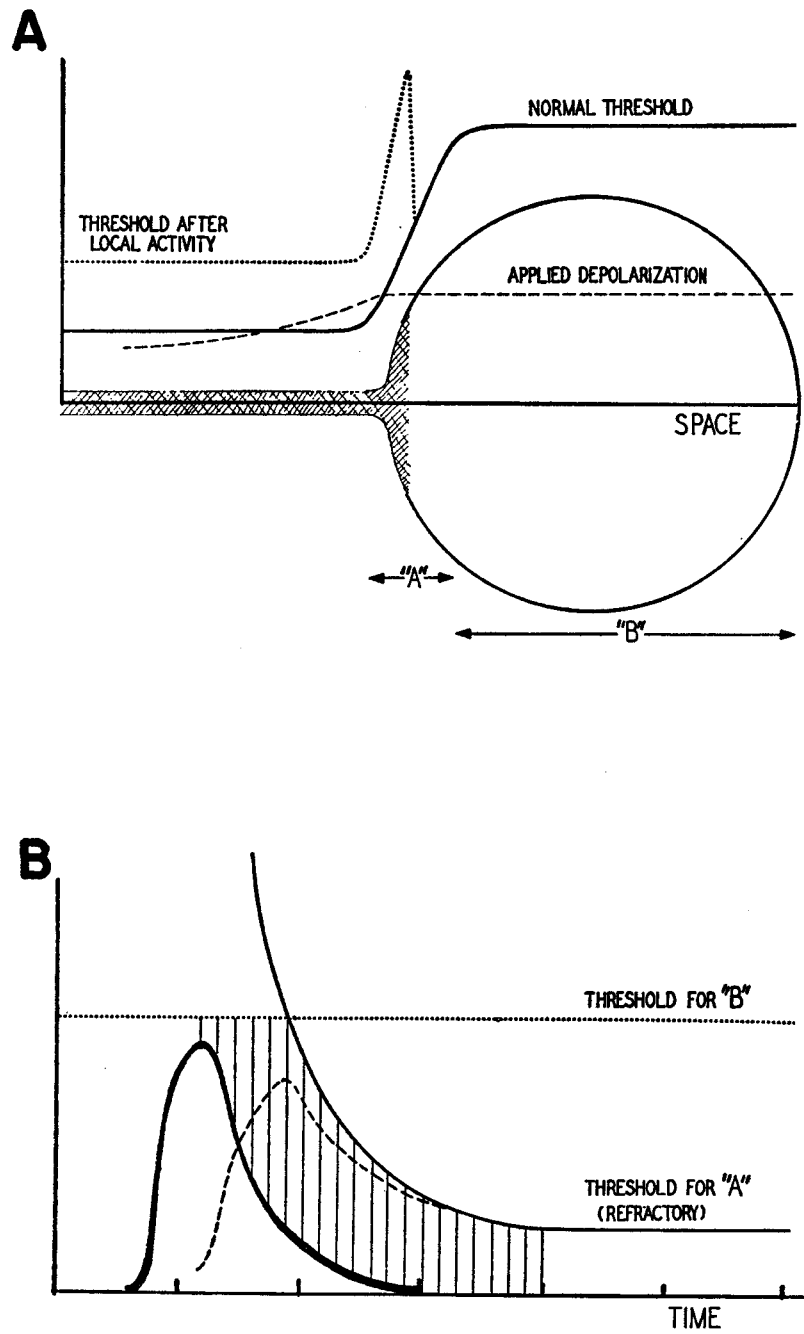 A
NORMAL THRESHOLD
THRESHOLD AFTER
LOCAL ACTIVITY
APPLIED DEPOLARIZATION
SPACE
"A"
"B"
B
THRESHOLD FOR "B"
THRESHOLD FOR "A"
(REFRACTORY)
TIME